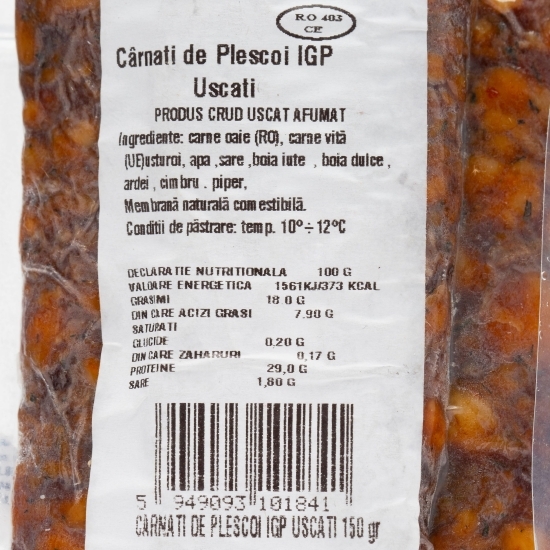 RO 403
CE
Cârnati de Plescoi IGP
Uscati
PRODUS CRUD USCAT AFUMAT
Ingrediente: carne oaie (RO), carne vită
(UE)usturoi, apa ,sare ,boia iute , boia dulce ,
ardei , cimbru . piper,
Membrană naturală comestibilă.
Conditii de păstrare: temp. 10°÷12°C
DECLARATIE NUTRITIONALA 100 G
VALOARE ENERGETICA 1561KJ/373 KCAL
GRASIMI 18 0 G
DIN CARE ACIZI GRASI 7.90 G
SATURATI
GLUCIDE 0,20 G
DIN CARE ZAHARURI 0,17 G
PROTEINE 29,0 G
SARE 1,80 G
5 949093 101841
CARNATI DE PLESCOI IGP USCATI 150 gr